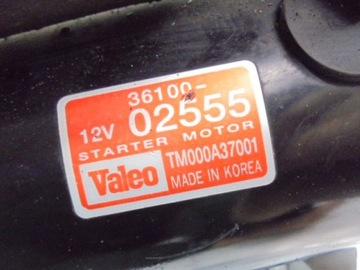 36100-
12V 02555
STARTER MOTOR
Valeo TM000A37001
MADE IN KOREA